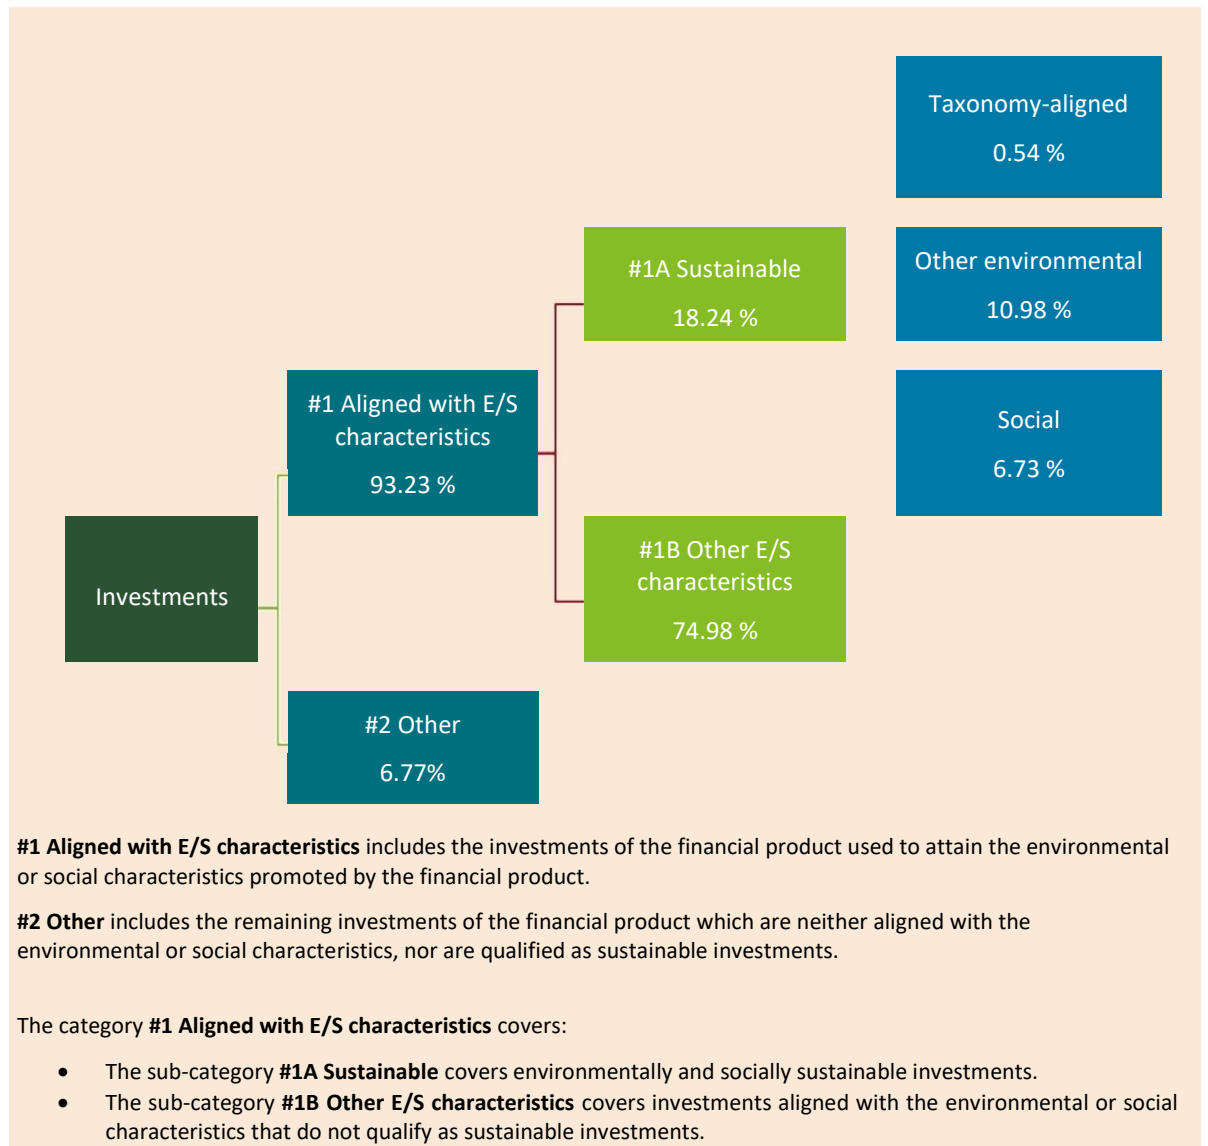 Taxonomy-aligned
0.54 %
#1A Sustainable
18.24 %
Other environmental
10.98 %
#1 Aligned with E/S
characteristics
93.23 %
Social
6.73 %
Investments
#1B Other E/S
characteristics
74.98 %
#2 Other
6.77%
#1 Aligned with E/S characteristics includes the investments of the financial product used to attain the environmental
or social characteristics promoted by the financial product.
#2 Other includes the remaining investments of the financial product which are neither aligned with the
environmental or social characteristics, nor are qualified as sustainable investments.
The category #1 Aligned with E/S characteristics covers:
• The sub-category #1A Sustainable covers environmentally and socially sustainable investments.
• The sub-category #1B Other E/S characteristics covers investments aligned with the environmental or social
characteristics that do not qualify as sustainable investments.